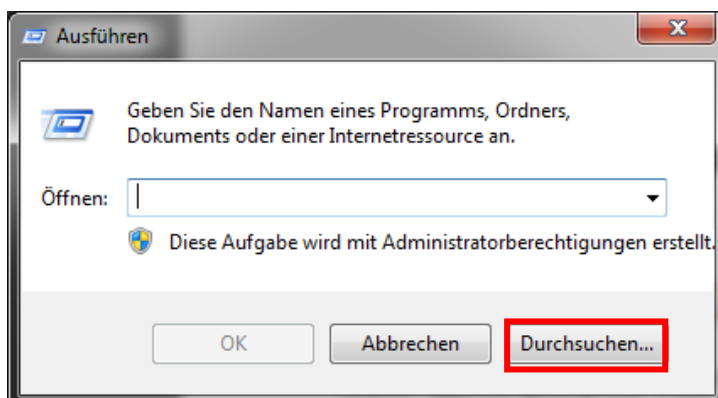 Ausführen
Geben Sie den Namen eines Programms, Ordners,
Dokuments oder einer Internetressource an.
Öffnen:
Diese Aufgabe wird mit Administratorberechtigungen erstellt.
OK Abbrechen Durchsuchen...